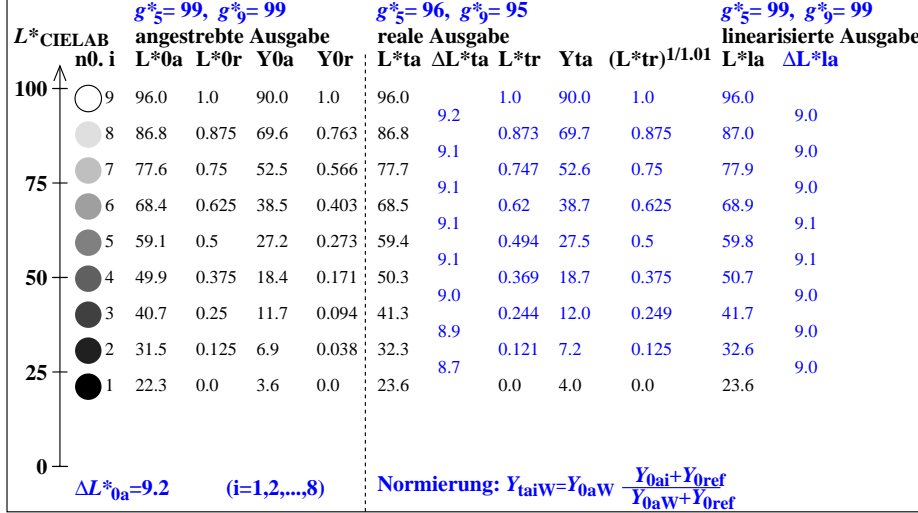 g*5= 99, g*9= 99 g*5= 96, g*9= 95 g*5= 99, g*9= 99
L*CIELAB angestrebte Ausgabe reale Ausgabe linearisierte Ausgabe
n0. i L*0a L*0r Y0a Y0r L*ta ΔL*ta L*tr Yta (L*tr)1/1.01 L*la ΔL*la
100 9 96.0 1.0 90.0 1.0 96.0 1.0 90.0 1.0 96.0
9.2 9.0
8 86.8 0.875 69.6 0.763 86.8 0.873 69.7 0.875 87.0
9.1 9.0
7 77.6 0.75 52.5 0.566 77.7 0.747 52.6 0.75 77.9
75 9.1 9.0
6 68.4 0.625 38.5 0.403 68.5 0.62 38.7 0.625 68.9
9.1 9.1
5 59.1 0.5 27.2 0.273 59.4 0.494 27.5 0.5 59.8
9.1 9.1
50 4 49.9 0.375 18.4 0.171 50.3 0.369 18.7 0.375 50.7
9.0 9.0
3 40.7 0.25 11.7 0.094 41.3 0.244 12.0 0.249 41.7
8.9 9.0
2 31.5 0.125 6.9 0.038 32.3 0.121 7.2 0.125 32.6
25 8.7 9.0
1 22.3 0.0 3.6 0.0 23.6 0.0 4.0 0.0 23.6
0
ΔL*0a=9.2 (i=1,2,...,8) Normierung: YtaiW=Y0aW Y0ai+Y0ref
Y0aW+Y0ref